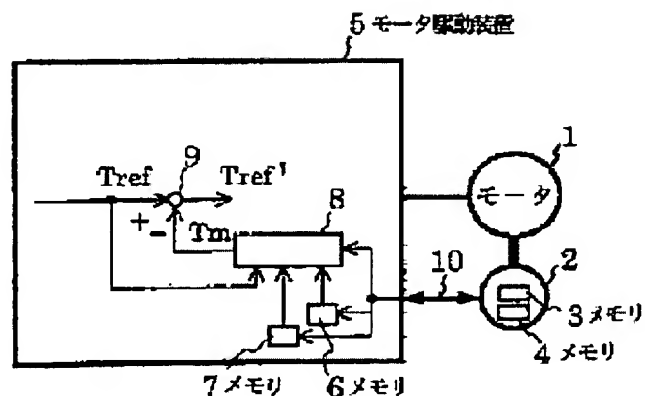 5 モータ駆動装置
1
モータ
Tref 9 Tref'
+
-
Tm
8
10
2
3 メモリ
4 メモリ
7 メモリ 6 メモリ